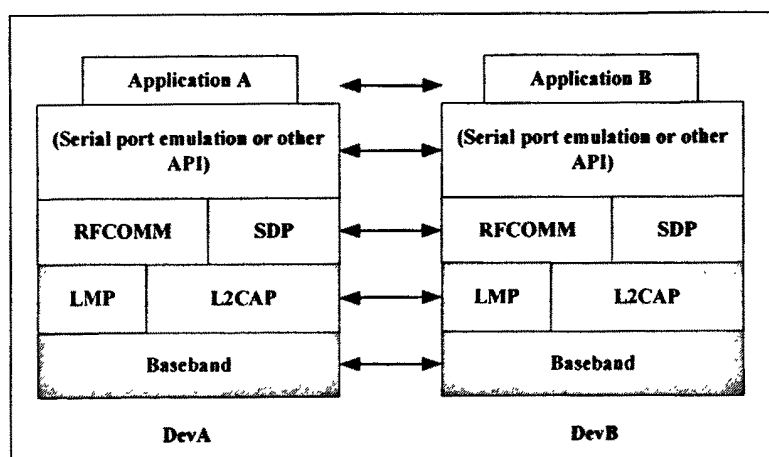 Application A
Application B
(Serial port emulation or other
API)
(Serial port emulation or other
API)
RFCOMM
SDP
RFCOMM
SDP
LMP
L2CAP
LMP
L2CAP
Baseband
Baseband
DevA
DevB